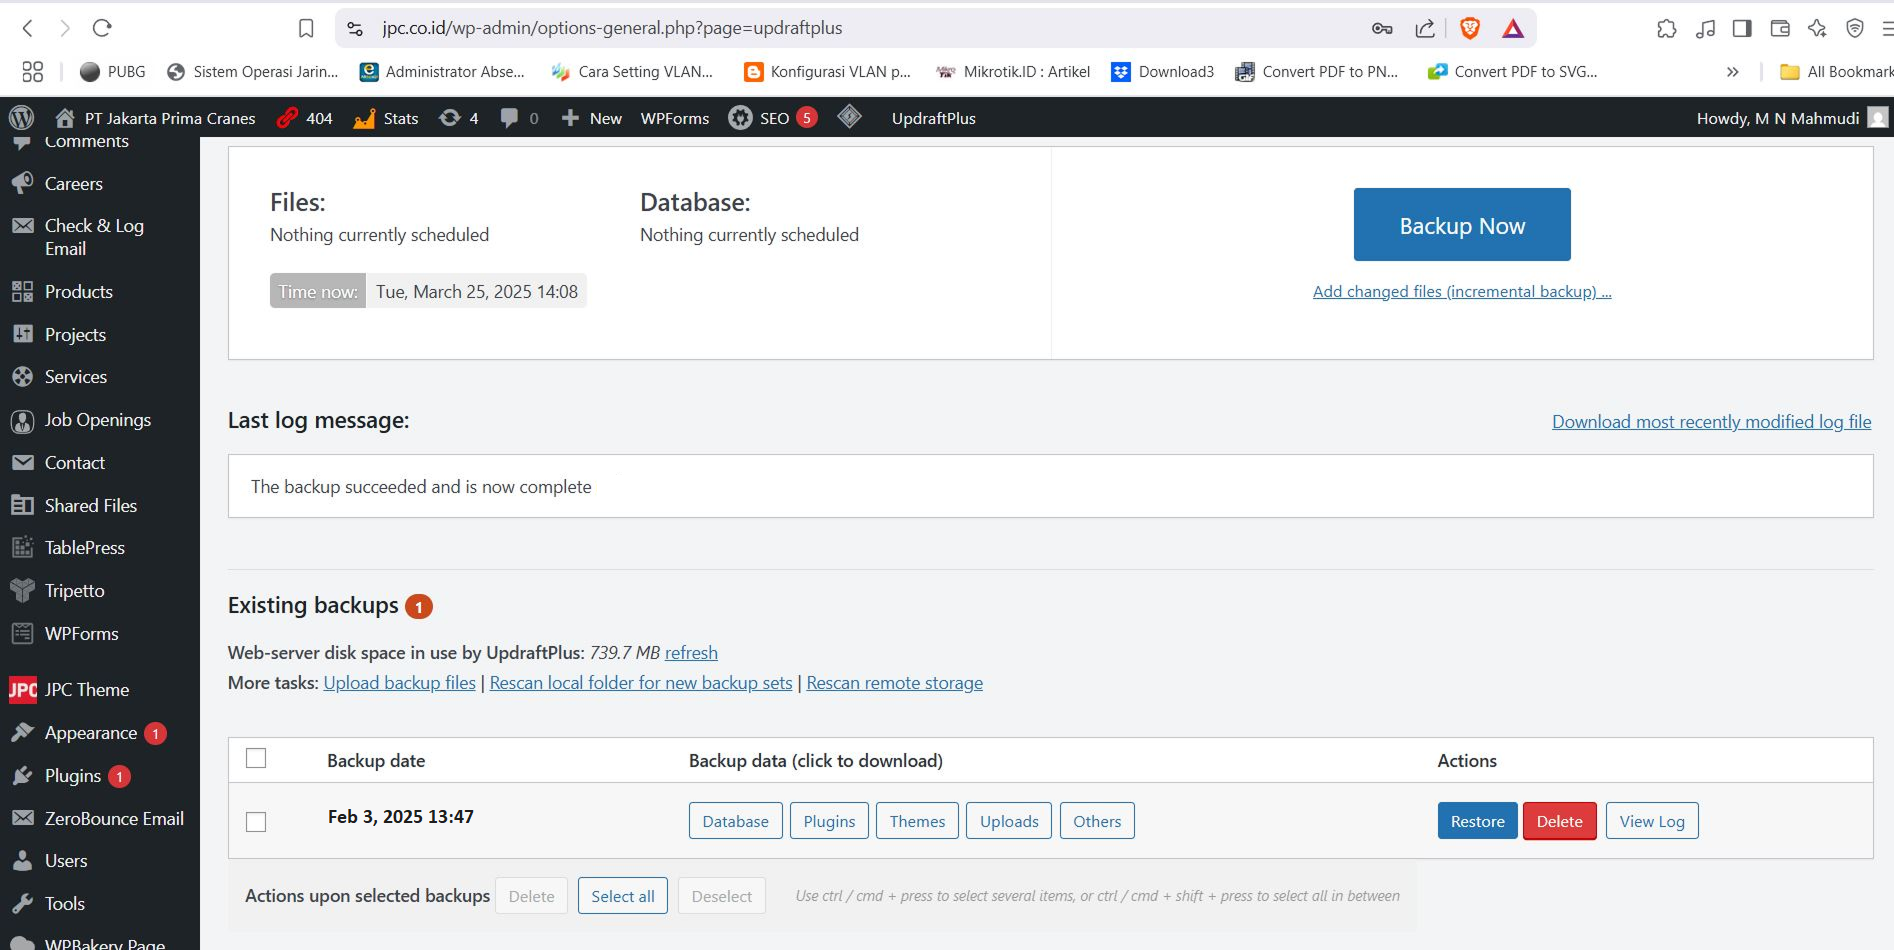 jpc.co.id/wp-admin/options-general.php?page=updraftplus
PUBG
Sistem Operasi Jarin...
Administrator Abse...
Cara Setting VLAN...
Konfigurasi VLAN p...
Mikrotik.ID : Artikel
Download3
Convert PDF to PN...
Convert PDF to SVG...
»
All Bookmark
PT Jakarta Prima Cranes
404
Stats
4
0
New
WPForms
SEO 5
UpdraftPlus
Howdy, M N Mahmudi
Comments
Careers
Check & Log
Email
Products
Projects
Services
Job Openings
Contact
Shared Files
TablePress
Tripetto
WPForms
JPC JPC Theme
Appearance 1
Plugins 1
ZeroBounce Email
Users
Tools
WPBakery Page
Files:
Nothing currently scheduled
Database:
Nothing currently scheduled
Time now: Tue, March 25, 2025 14:08
Backup Now
Add changed files (incremental backup) ...
Last log message:
Download most recently modified log file
The backup succeeded and is now complete
Existing backups 1
Web-server disk space in use by UpdraftPlus: 739.7 MB refresh
More tasks: Upload backup files | Rescan local folder for new backup sets | Rescan remote storage
Backup date
Backup data (click to download)
Actions
Feb 3, 2025 13:47
Database
Plugins
Themes
Uploads
Others
Restore
Delete
View Log
Actions upon selected backups
Delete
Select all
Deselect
Use ctrl / cmd + press to select several items, or ctrl / cmd + shift + press to select all in between